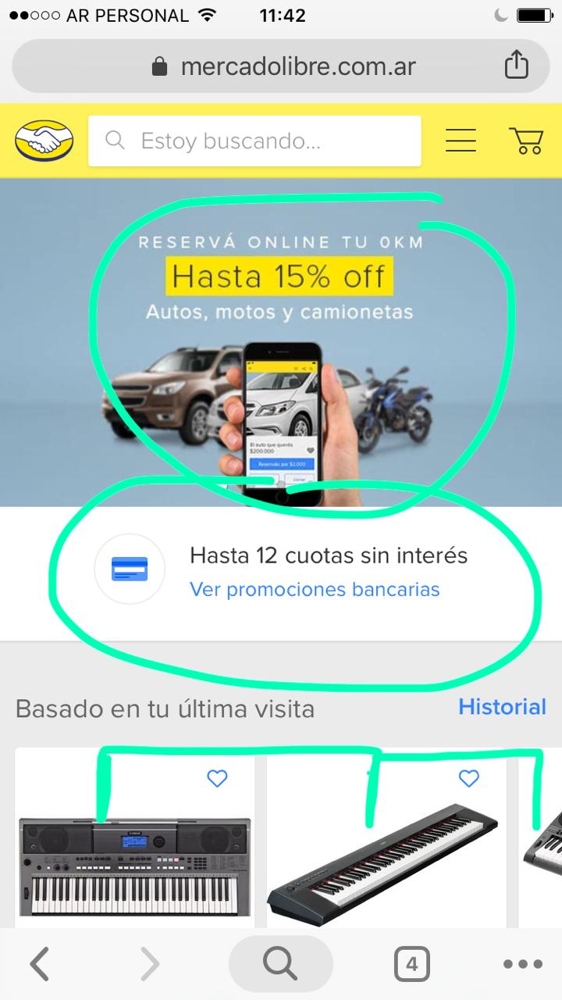 AR PERSONAL 11:42
mercadolibre.com.ar
Estoy buscando...
RESERVÁ ONLINE TU 0KM
Hasta 15% off
Autos, motos y camionetas
El auto que querés
$200.000
Reservalo por $2.000
Hasta 12 cuotas sin interés
Ver promociones bancarias
Basado en tu última visita
Historial
YAMAHA
4